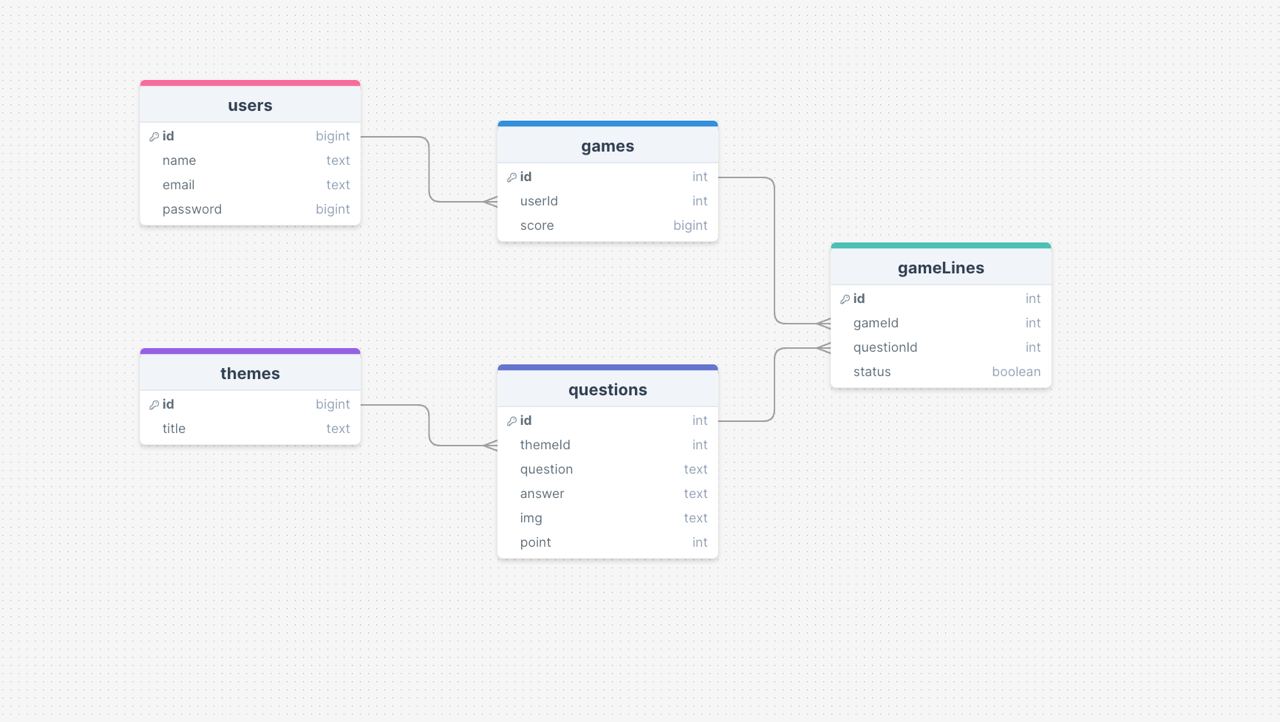 users
id bigint
name text
email text
password bigint
games
id int
userId int
score bigint
gameLines
id int
gameId int
questionId int
status boolean
themes
id bigint
title text
questions
id int
themeId int
question text
answer text
img text
point int